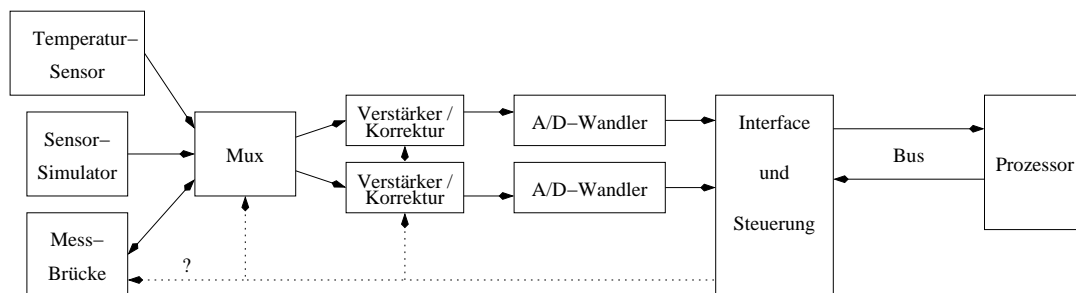 Temperatur–
Sensor
Sensor–
Simulator
Mess–
Brücke
?
Mux
Verstärker /
Korrektur
Verstärker /
Korrektur
A/D–Wandler
A/D–Wandler
Interface
und
Steuerung
Bus
Prozessor